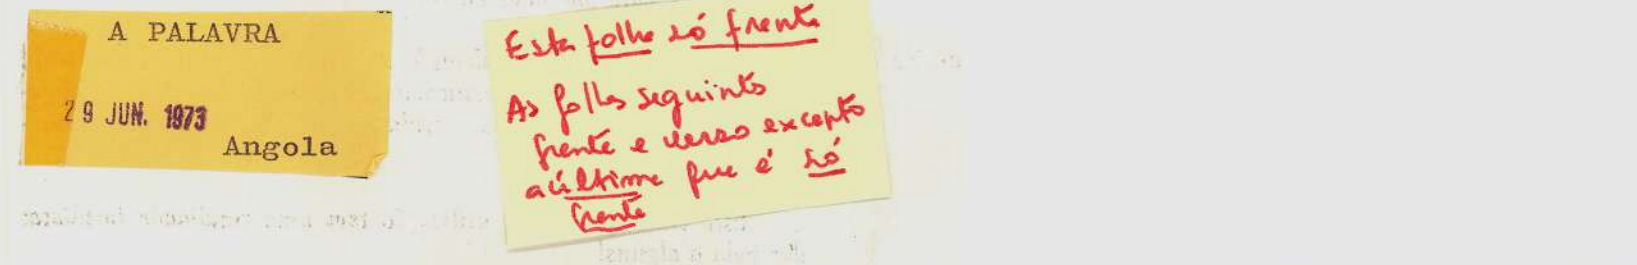 A PALAVRA
29 JUN. 1973
Angola
Esta folha só frente
As folhas seguintes
frente e verso excepto
a última que é só
frente